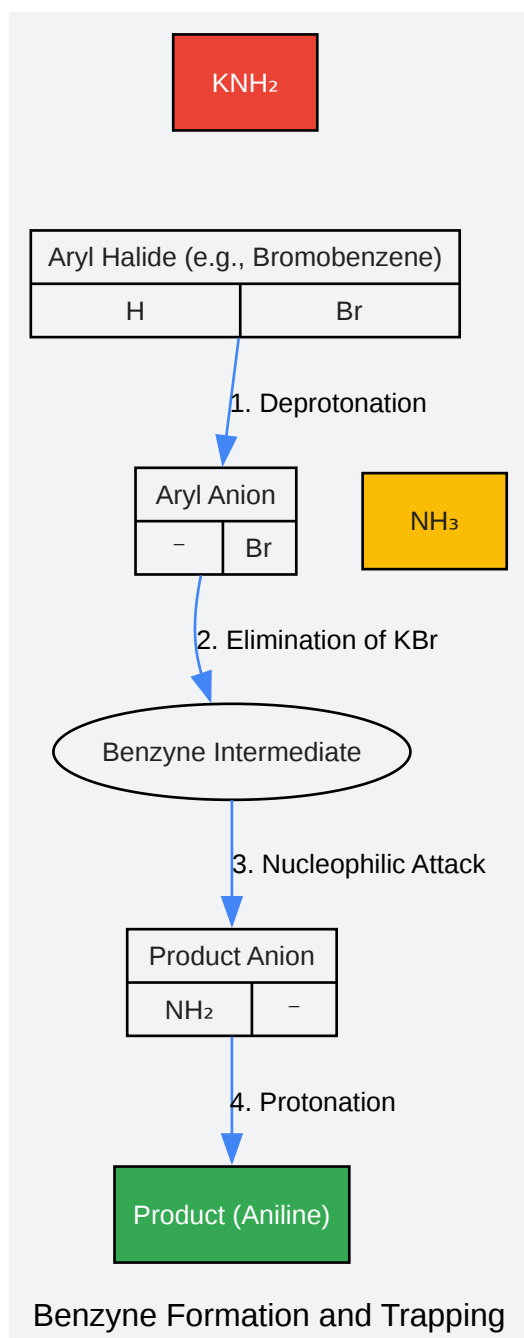 KNH₂
Aryl Halide (e.g., Bromobenzene)
H Br
1. Deprotonation
Aryl Anion
⁻ Br
NH₃
2. Elimination of KBr
Benzyne Intermediate
3. Nucleophilic Attack
Product Anion
NH₂ ⁻
4. Protonation
Product (Aniline)
Benzyne Formation and Trapping